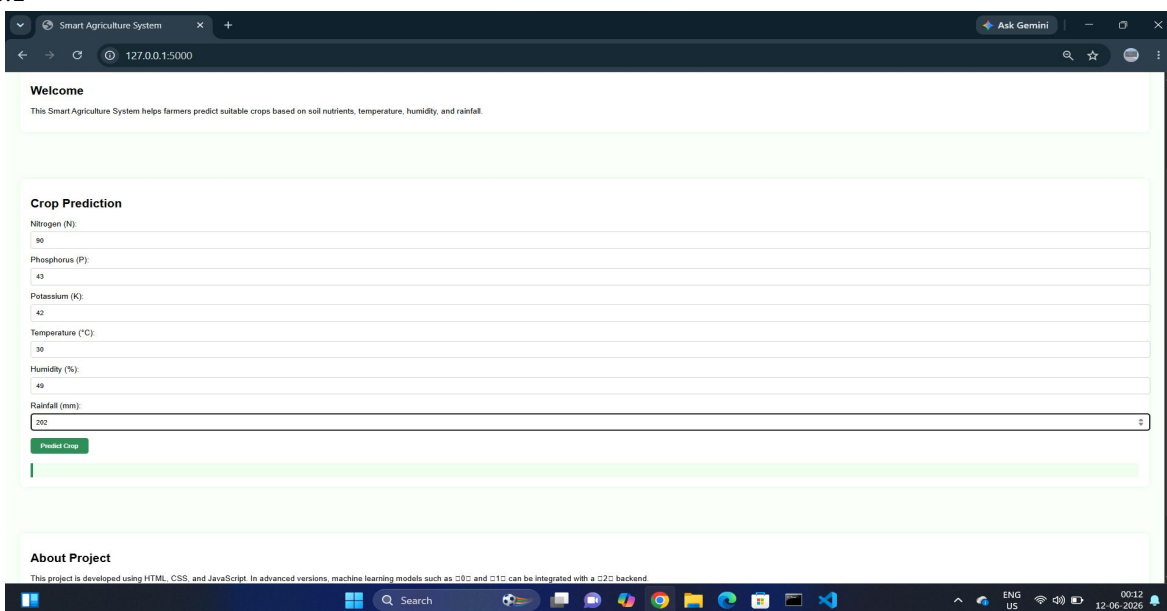 Smart Agriculture System
Ask Gemini
127.0.0.1:5000
Welcome
This Smart Agriculture System helps farmers predict suitable crops based on soil nutrients, temperature, humidity, and rainfall.
Crop Prediction
Nitrogen (N):
90
Phosphorus (P):
43
Potassium (K):
42
Temperature (°C):
30
Humidity (%):
49
Rainfall (mm):
202
Predict Crop
About Project
This project is developed using HTML, CSS, and JavaScript. In advanced versions, machine learning models such as □0□ and □1□ can be integrated with a □2□ backend.
Search
ENG
US
00:12
12-06-2026